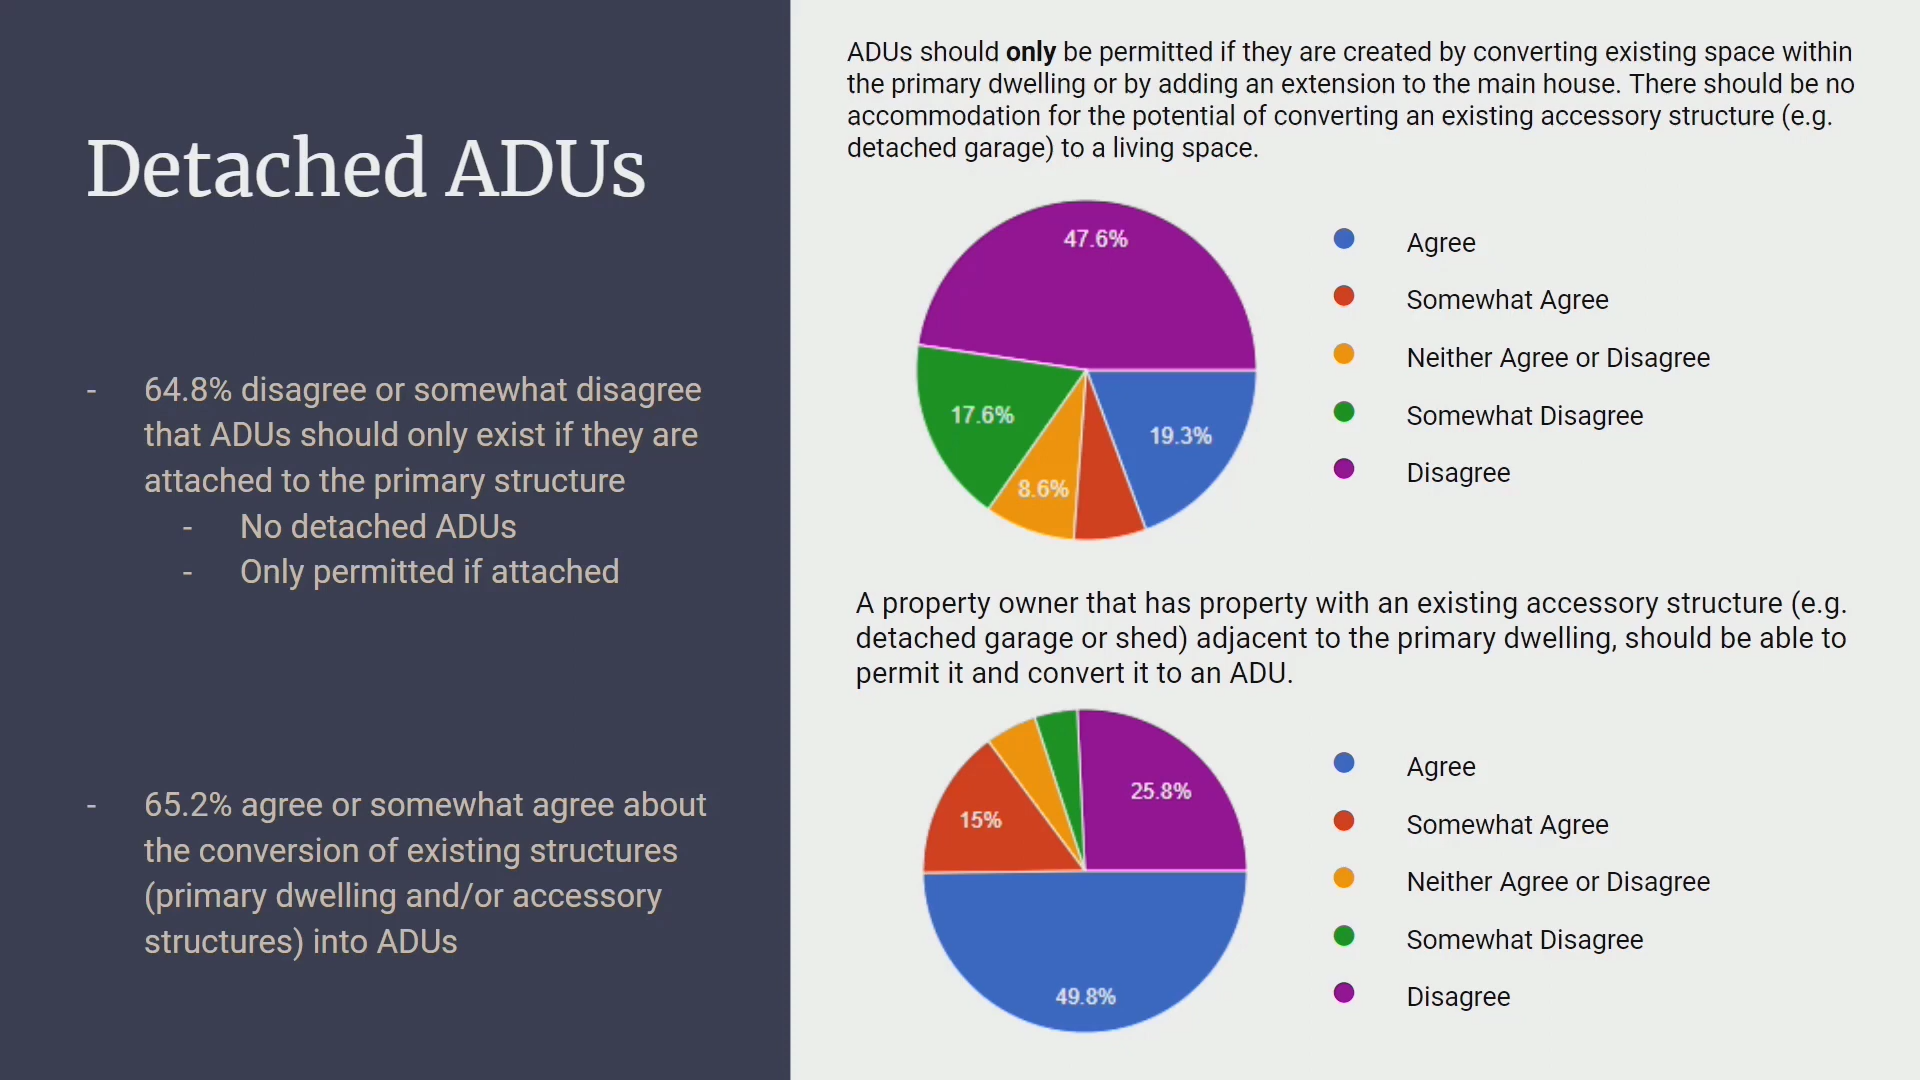 Detached ADUs
- 64.8% disagree or somewhat disagree
that ADUs should only exist if they are
attached to the primary structure
- No detached ADUs
- Only permitted if attached
- 65.2% agree or somewhat agree about
the conversion of existing structures
(primary dwelling and/or accessory
structures) into ADUs
ADUs should only be permitted if they are created by converting existing space within
the primary dwelling or by adding an extension to the main house. There should be no
accommodation for the potential of converting an existing accessory structure (e.g.
detached garage) to a living space.
47.6%
17.6%
8.6%
19.3%
Agree
Somewhat Agree
Neither Agree or Disagree
Somewhat Disagree
Disagree
A property owner that has property with an existing accessory structure (e.g.
detached garage or shed) adjacent to the primary dwelling, should be able to
permit it and convert it to an ADU.
25.8%
15%
49.8%
Agree
Somewhat Agree
Neither Agree or Disagree
Somewhat Disagree
Disagree